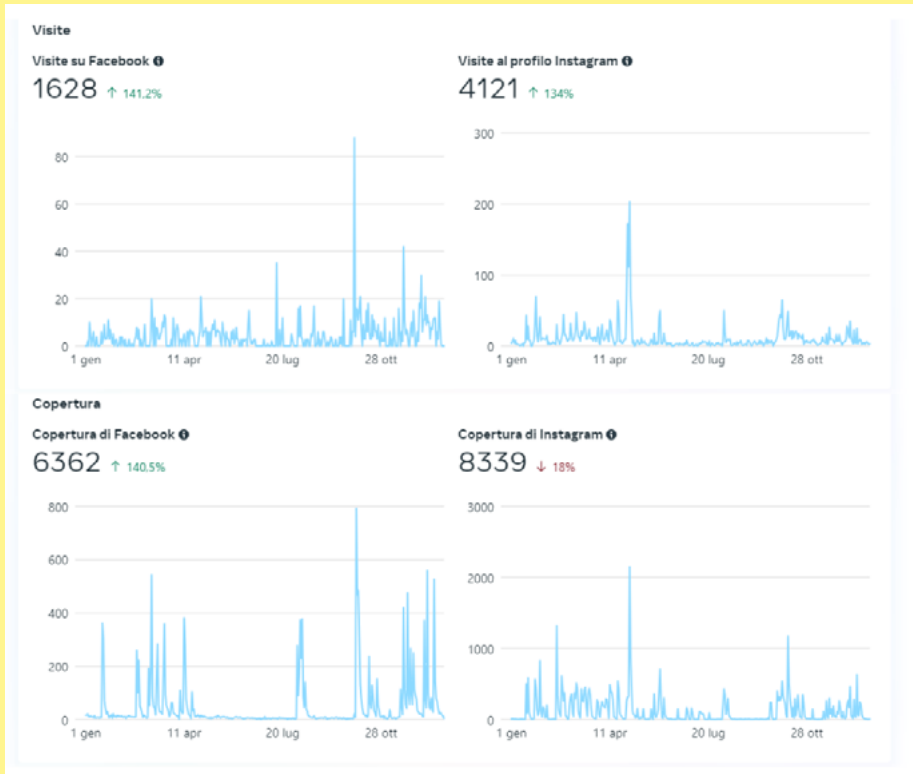 Visite
Visite su Facebook
1628 ↑ 141,2%
80
60
40
20
0
1 gen 11 apr 20 lug 28 ott
Visite al profilo Instagram
4121 ↑ 134%
300
200
100
0
1 gen 11 apr 20 lug 28 ott
Copertura
Copertura di Facebook
6362 ↑ 140.5%
800
600
400
200
0
1 gen 11 apr 20 lug 28 ott
Copertura di Instagram
8339 ↓ 18%
3000
2000
1000
0
1 gen 11 apr 20 lug 28 ott